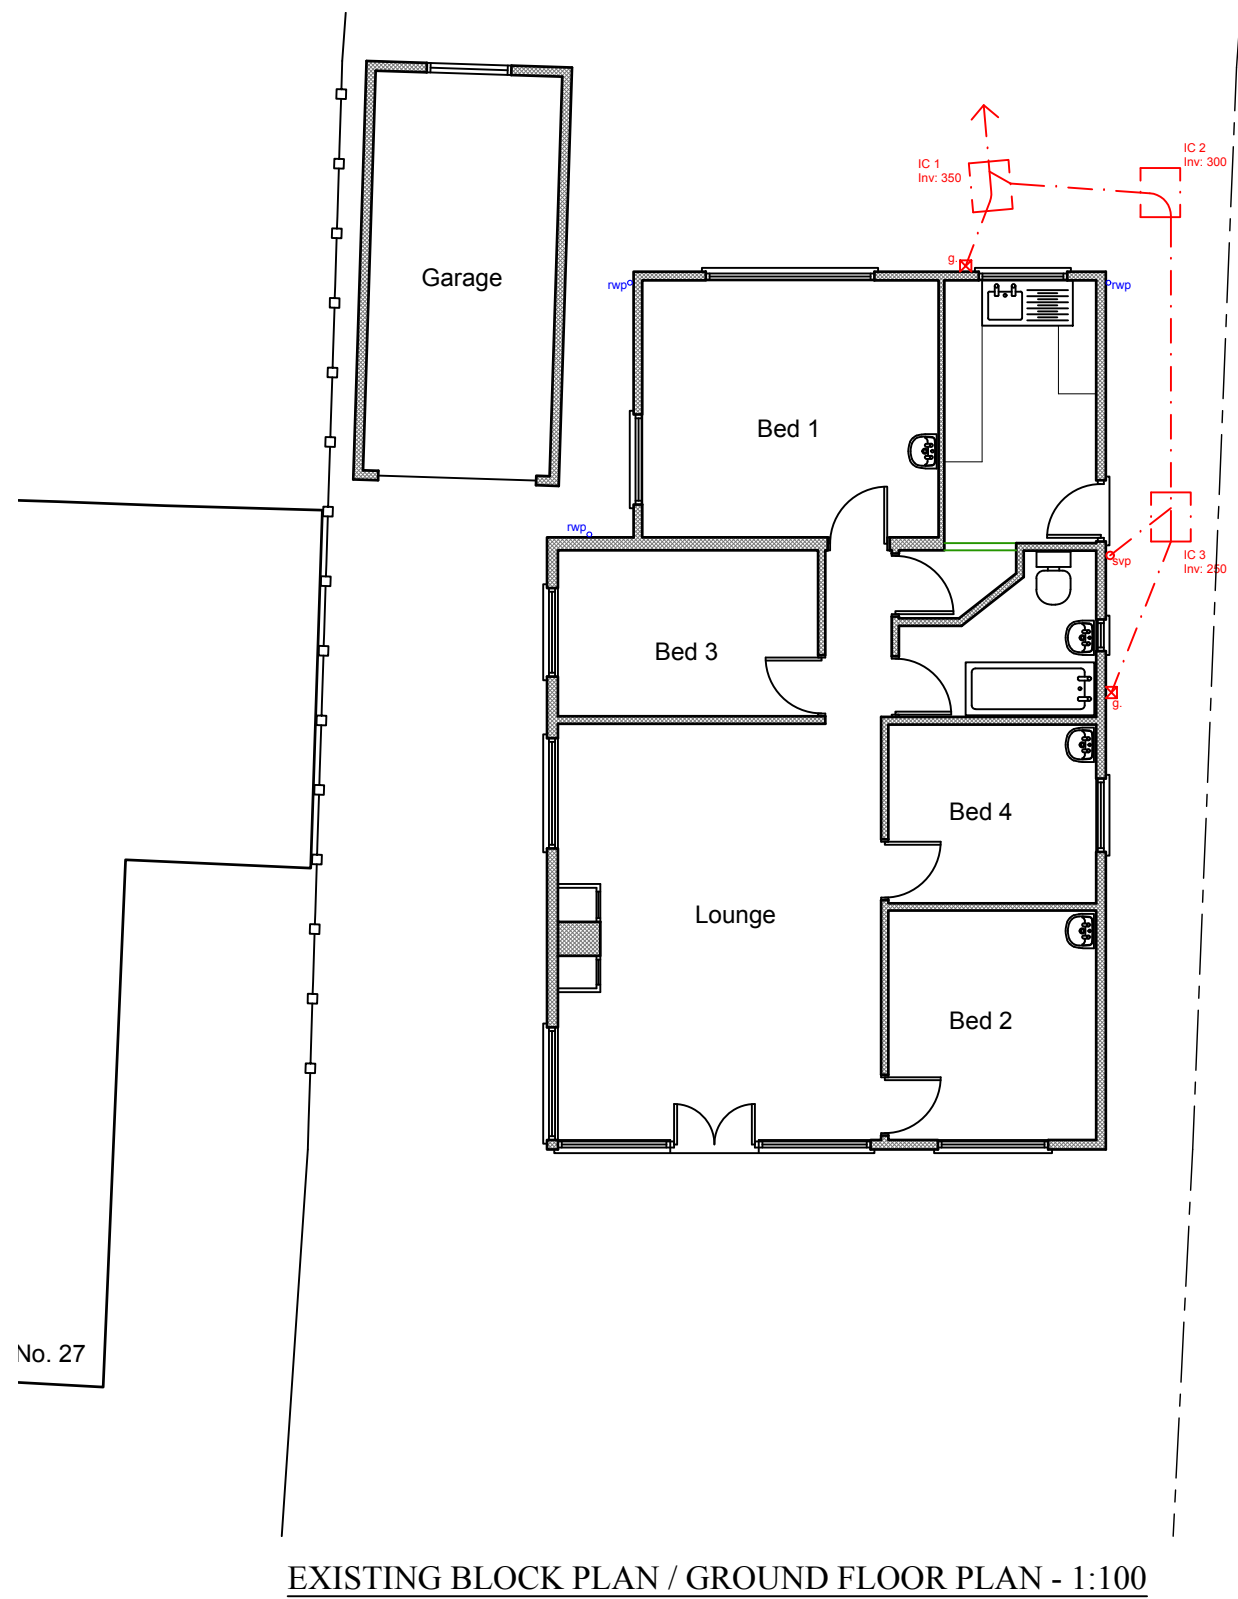 IC 2
Inv: 300
IC 1
Inv: 350
g.
Garage
rwp
rwp
Bed 1
rwp
svp
IC 3
Inv: 250
Bed 3
g.
Bed 4
Lounge
Bed 2
No. 27
EXISTING BLOCK PLAN / GROUND FLOOR PLAN - 1:100